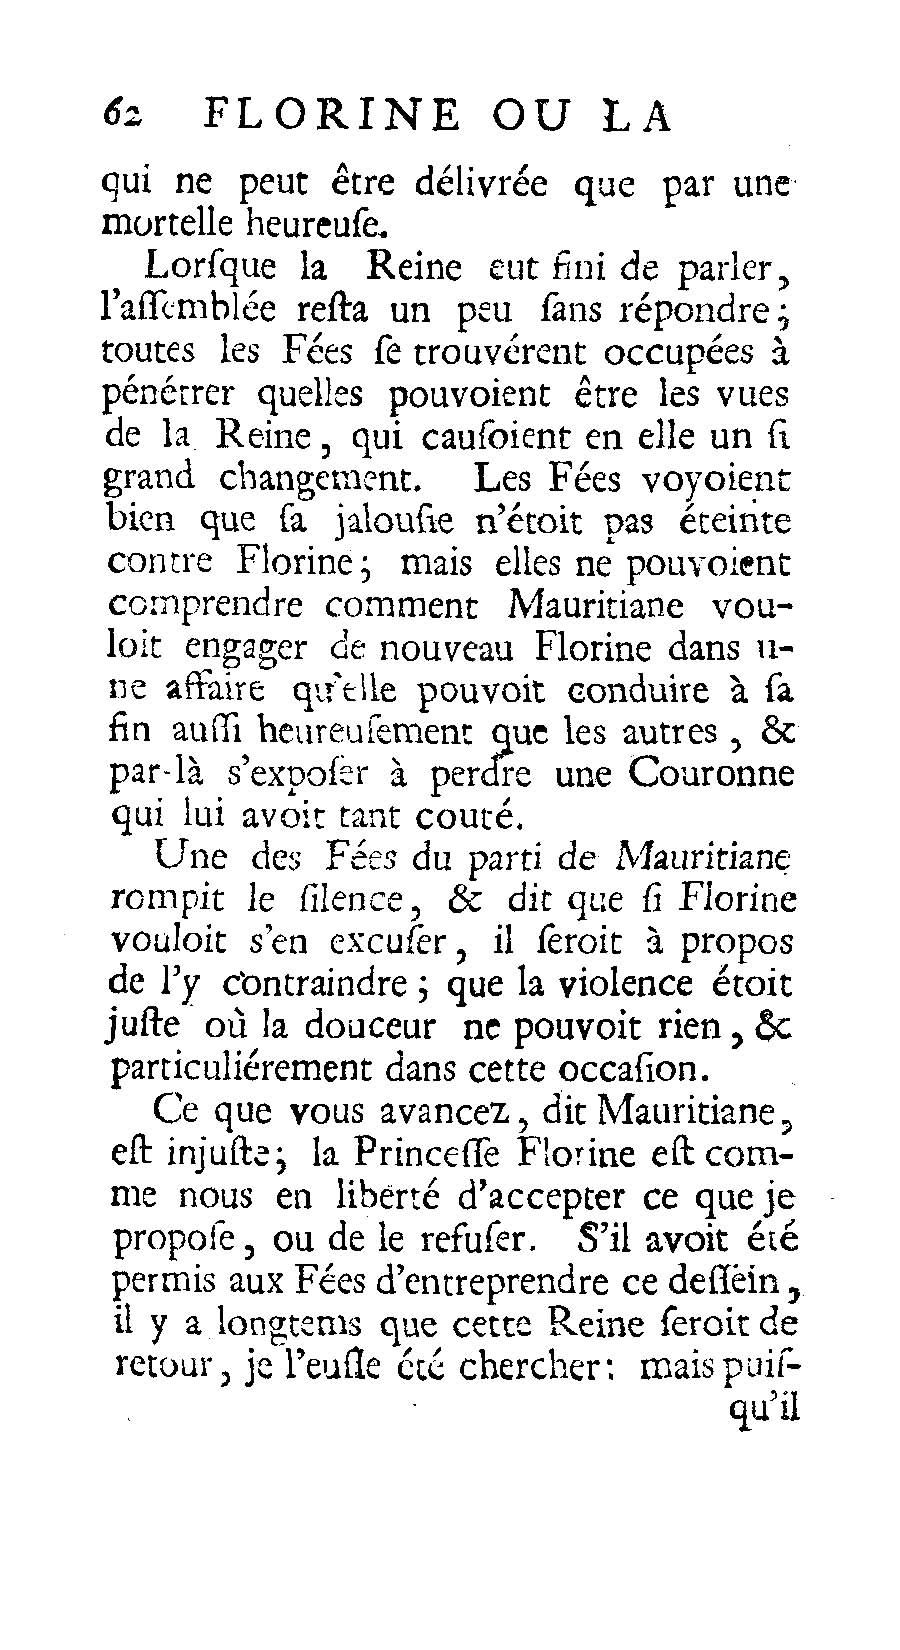 62 FLORINE OU LA
qui ne peut être délivrée que par une
mortelle heureuſe.
Lorſque la Reine eut fini de parler,
l'aſſemblée reſta un peu ſans répondre;
toutes les Fées ſe trouvérent occupées à
pénétrer quelles pouvoient être les vues
de la Reine, qui cauſoient en elle un ſi
grand changement. Les Fées voyoient
bien que ſa jalouſie n'étoit pas éteinte
contre Florine; mais elles ne pouvoient
comprendre comment Mauritiane vou-
loit engager de nouveau Florine dans u-
ne affaire qu'elle pouvoit conduire à ſa
fin auſſi heureuſement que les autres, &
par-là s'expoſer à perdre une Couronne
qui lui avoit tant couté.
Une des Fées du parti de Mauritiane
rompit le ſilence, & dit que ſi Florine
vouloit s'en excuſer, il ſeroit à propos
de l'y contraindre; que la violence étoit
juſte où la douceur ne pouvoit rien, &
particuliérement dans cette occaſion.
Ce que vous avancez, dit Mauritiane,
eſt injuſte; la Princeſſe Florine eſt com-
me nous en liberté d'accepter ce que je
propoſe, ou de le refuſer. S'il avoit été
permis aux Fées d'entreprendre ce deſſein,
il y a longtems que cette Reine ſeroit de
retour, je l'euſſe été chercher: mais puiſ-
qu'il